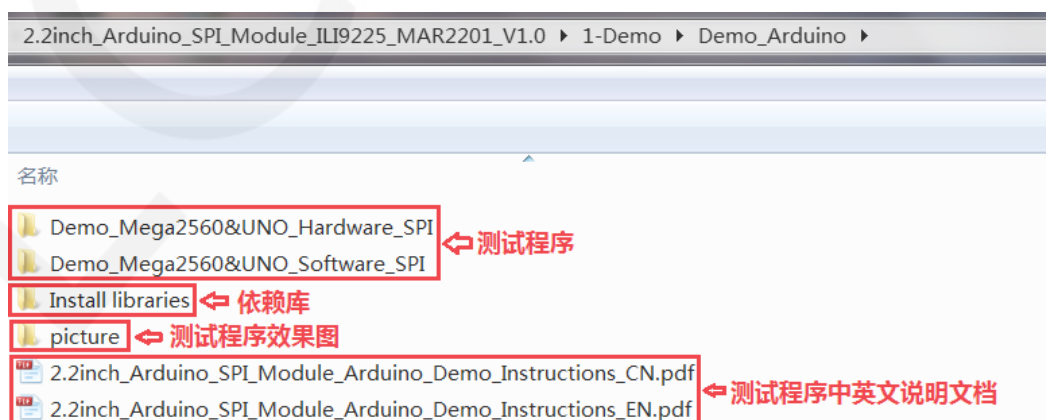 2.2inch_Arduino_SPI_Module_ILI9225_MAR2201_V1.0 ▸ 1-Demo ▸ Demo_Arduino ▸
名称
Demo_Mega2560&UNO_Hardware_SPI
Demo_Mega2560&UNO_Software_SPI
测试程序
Install libraries 依赖库
picture 测试程序效果图
2.2inch_Arduino_SPI_Module_Arduino_Demo_Instructions_CN.pdf
2.2inch_Arduino_SPI_Module_Arduino_Demo_Instructions_EN.pdf
测试程序中英文说明文档